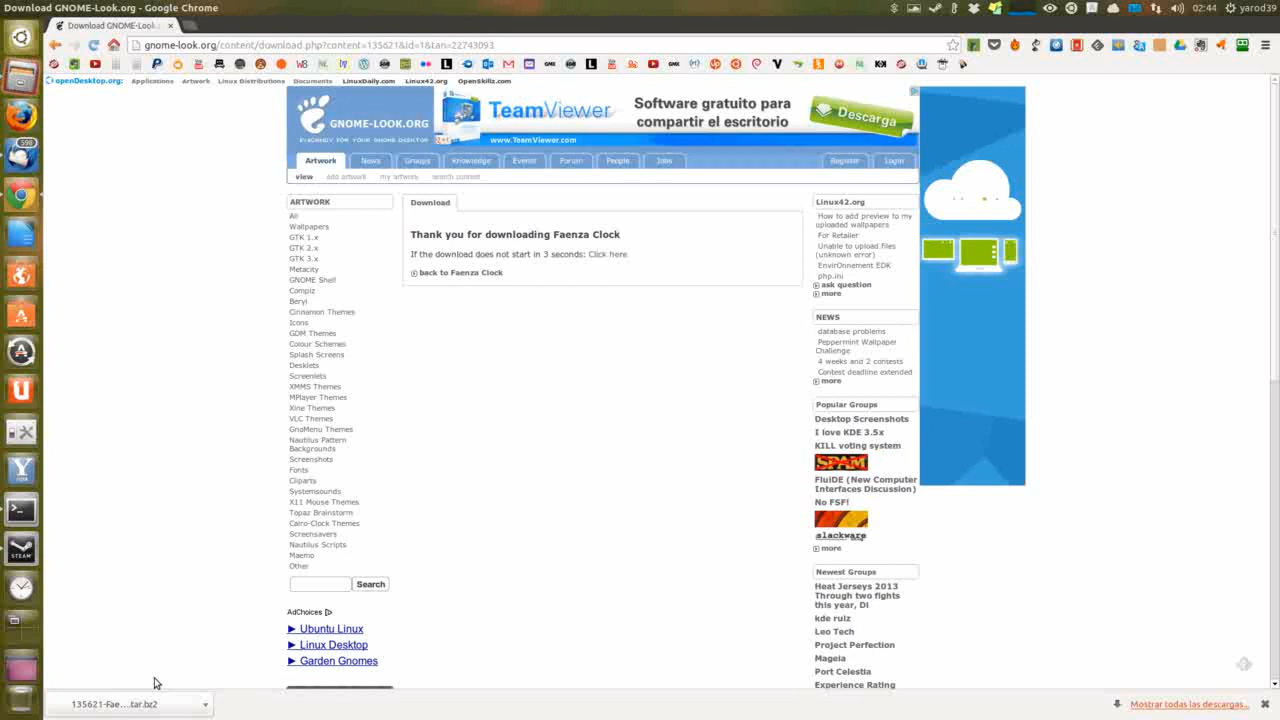 Download GNOME-Look.org - Google Chrome
02:44
yarod39
Download GNOME-Look
gnome-look.org/content/download.php?content=135621&id=1&tan=22743093
openDesktop.org: Applications Artwork Linux Distributions Documents LinuxDaily.com Linux42.org OpenSkillz.com
GNOME-LOOK.ORG
EYECANDY FOR YOUR GNOME DESKTOP
TeamViewer
www.TeamViewer.com
Software gratuito para
compartir el escritorio
Descarga
Artwork News Groups Knowledge Events Forum People Jobs Register Login
view add artwork my artwork search content
ARTWORK
All
Wallpapers
GTK 1.x
GTK 2.x
GTK 3.x
Metacity
GNOME Shell
Compiz
Beryl
Cinnamon Themes
Icons
GDM Themes
Colour Schemes
Splash Screens
Desklets
Screenlets
XMMS Themes
MPlayer Themes
Xine Themes
VLC Themes
GnoMenu Themes
Nautilus Pattern
Backgrounds
Screenshots
Fonts
Cliparts
Systemsounds
X11 Mouse Themes
Topaz Brainstorm
Cairo-Clock Themes
Screensavers
Nautilus Scripts
Maemo
Other
Search
AdChoices
► Ubuntu Linux
► Linux Desktop
► Garden Gnomes
Download
Thank you for downloading Faenza Clock
If the download does not start in 3 seconds: Click here
back to Faenza Clock
Linux42.org
How to add preview to my
uploaded wallpapers
For Retailer
Unable to upload files
(unknown error)
EnvirOnnement EDK
php.ini
ask question
more
NEWS
database problems
Peppermint Wallpaper
Challenge
4 weeks and 2 contests
Contest deadline extended
more
Popular Groups
Desktop Screenshots
I love KDE 3.5x
KILL voting system
SPAM
FluiDE (New Computer
Interfaces Discussion)
No FSF!
slackware
more
Newest Groups
Heat Jerseys 2013
Through two fights
this year, Di
kde ruiz
Leo Tech
Project Perfection
Mageia
Port Celestia
Experience Rating
598
STEAM
135621-Fae....tar.bz2
Mostrar todas las descargas...